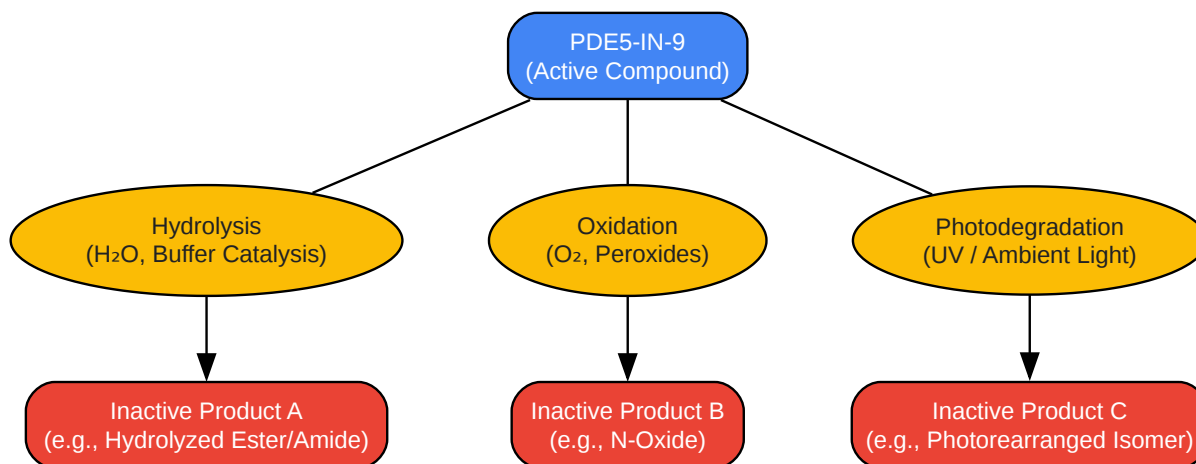 PDE5-IN-9
(Active Compound)
Hydrolysis
(H₂O, Buffer Catalysis)
Oxidation
(O₂, Peroxides)
Photodegradation
(UV / Ambient Light)
Inactive Product A
(e.g., Hydrolyzed Ester/Amide)
Inactive Product B
(e.g., N-Oxide)
Inactive Product C
(e.g., Photorearranged Isomer)